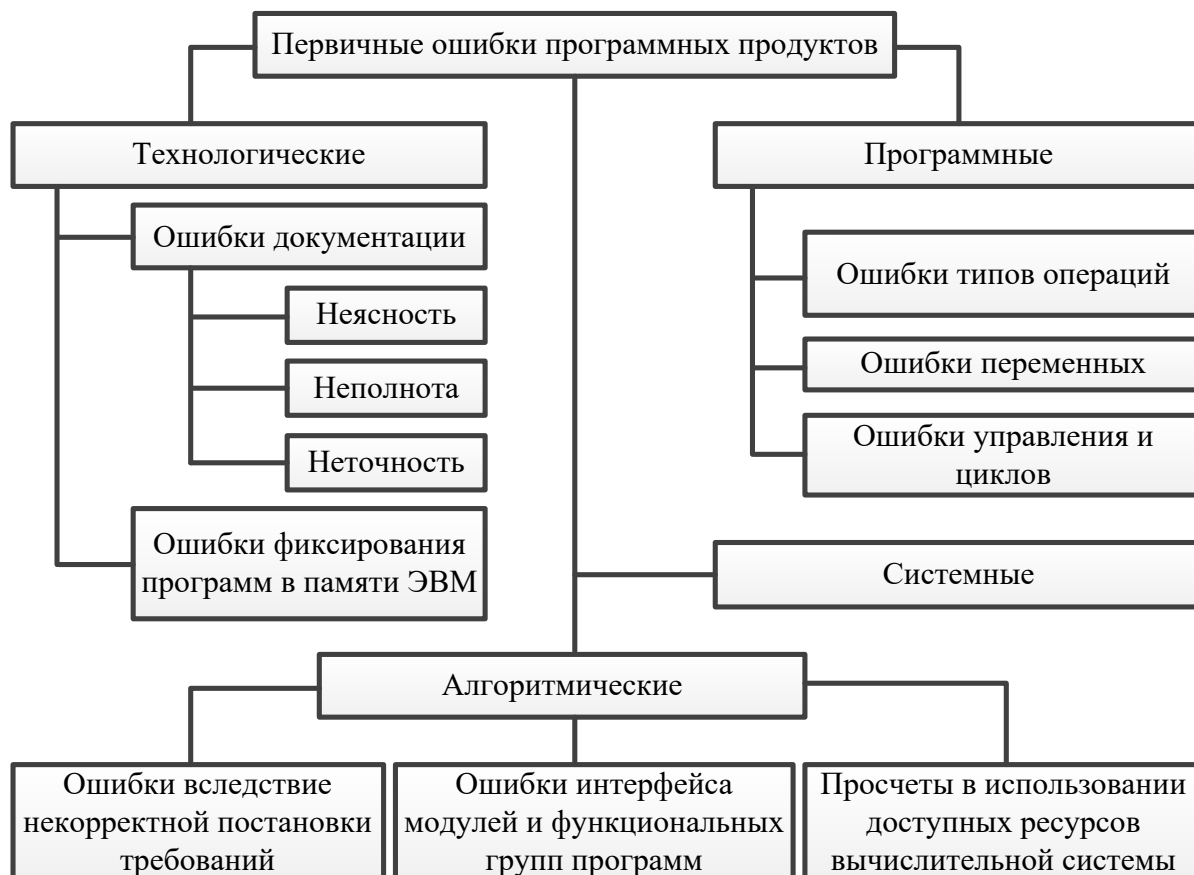 Первичные ошибки программных продуктов
Технологические
Программные
Ошибки документации
Неясность
Неполнота
Неточность
Ошибки фиксирования
программ в памяти ЭВМ
Ошибки типов операций
Ошибки переменных
Ошибки управления и
циклов
Системные
Алгоритмические
Ошибки вследствие
некорректной постановки
требований
Ошибки интерфейса
модулей и функциональных
групп программ
Просчеты в использовании
доступных ресурсов
вычислительной системы